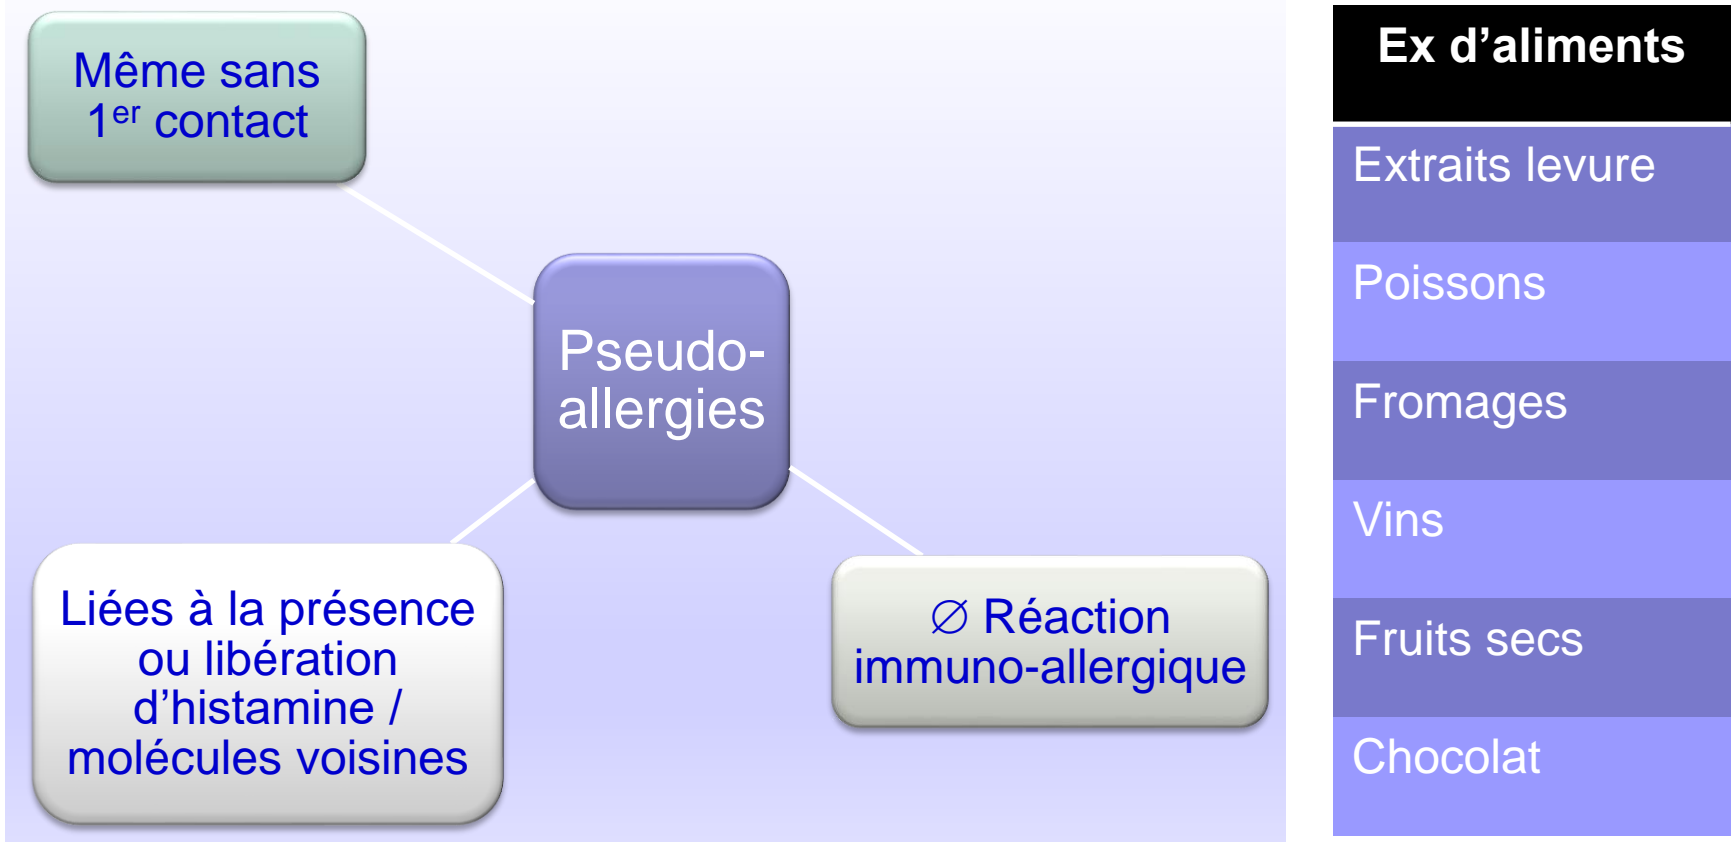 Même sans
1er contact
Pseudo-
allergies
Liées à la présence
ou libération
d’histamine /
molécules voisines
∅ Réaction
immuno-allergique
Ex d’aliments
Extraits levure
Poissons
Fromages
Vins
Fruits secs
Chocolat